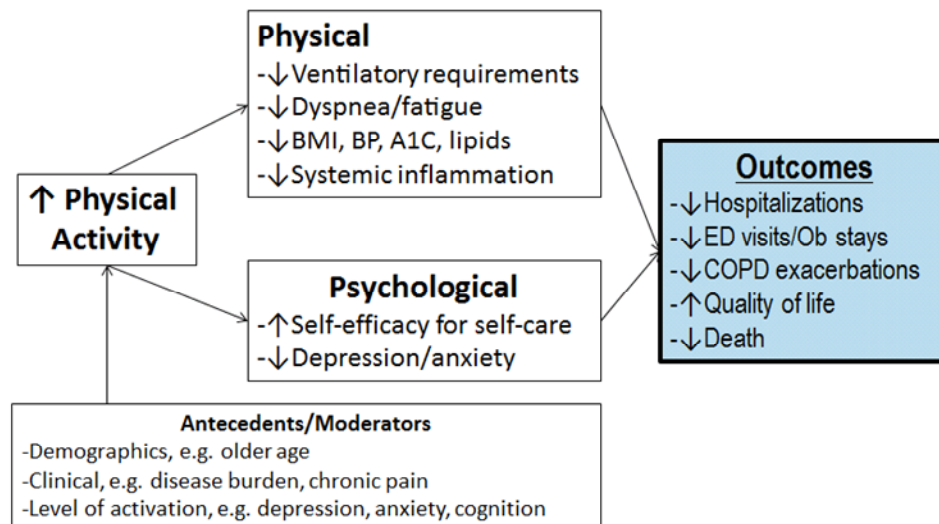 Physical
-↓Ventilatory requirements
-↓Dyspnea/fatigue
-↓BMI, BP, A1C, lipids
-↓Systemic inflammation
↑ Physical
Activity
Psychological
-↑Self-efficacy for self-care
-↓Depression/anxiety
Outcomes
-↓Hospitalizations
-↓ED visits/Ob stays
-↓COPD exacerbations
-↑Quality of life
-↓Death
Antecedents/Moderators
-Demographics, e.g. older age
-Clinical, e.g. disease burden, chronic pain
-Level of activation, e.g. depression, anxiety, cognition